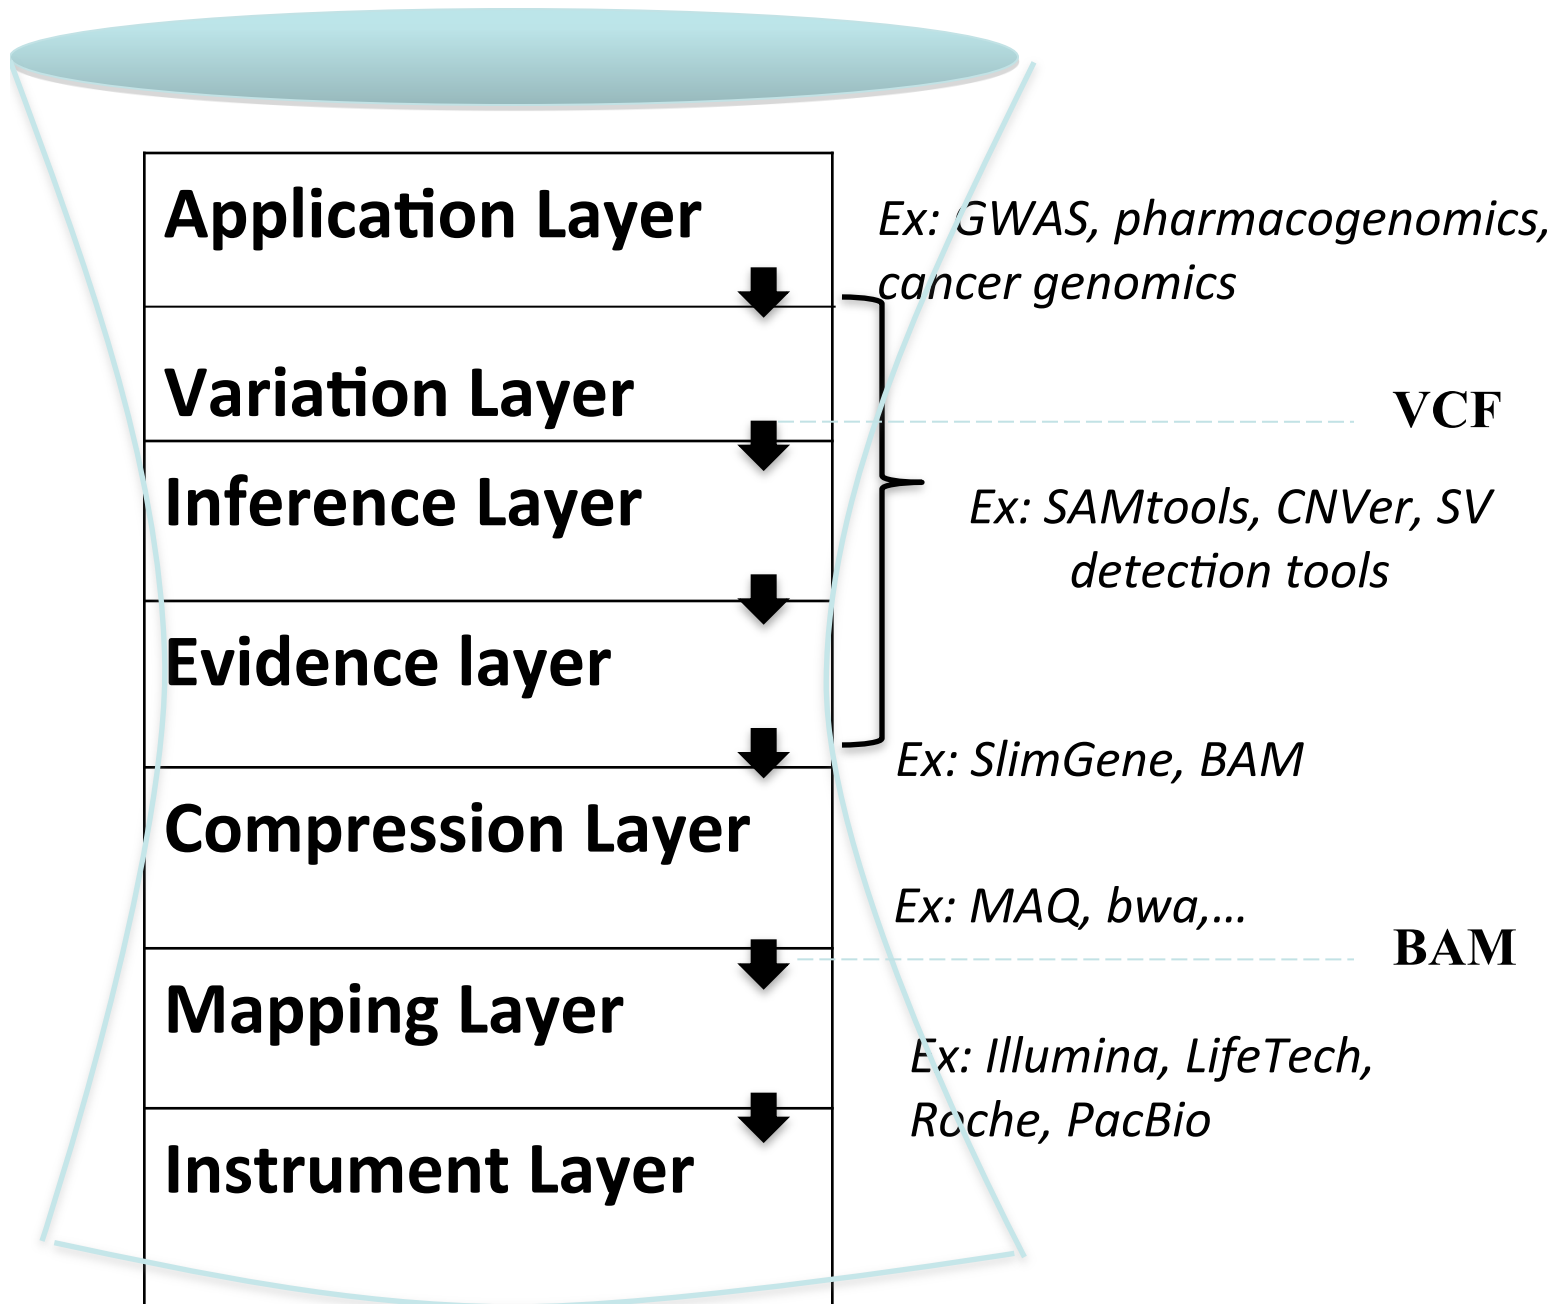 Application Layer
Ex: GWAS, pharmacogenomics,
cancer genomics
Variation Layer
VCF
Inference Layer
Ex: SAMtools, CNVer, SV
detection tools
Evidence layer
Ex: SlimGene, BAM
Compression Layer
Ex: MAQ, bwa,...
BAM
Mapping Layer
Ex: Illumina, LifeTech,
Roche, PacBio
Instrument Layer